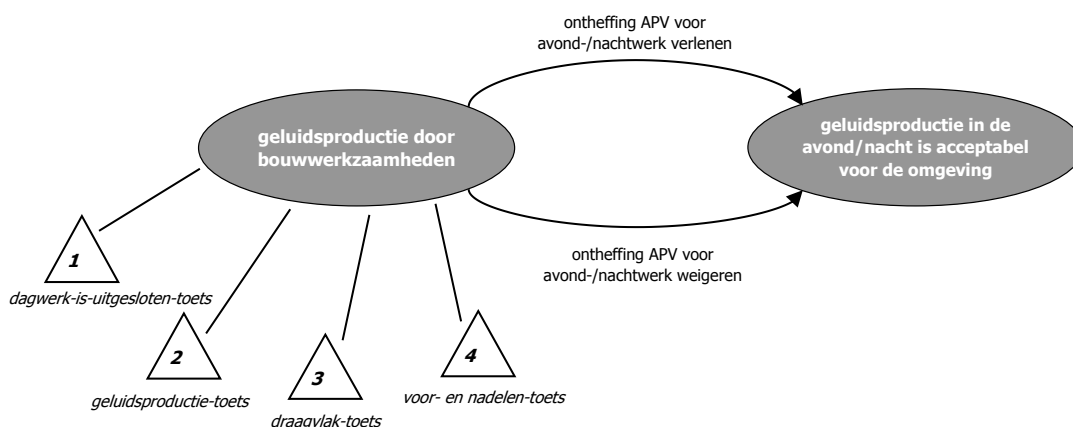 ontheffing APV voor
avond-/nachtwerk verlenen
geluidsproductie door
bouwwerkzaamheden
geluidsproductie in de
avond/nacht is acceptabel
voor de omgeving
ontheffing APV voor
avond-/nachtwerk weigeren
1
dagwerk-is-uitgesloten-toets
2
geluidsproductie-toets
3
draagvlak-toets
4
voor- en nadelen-toets